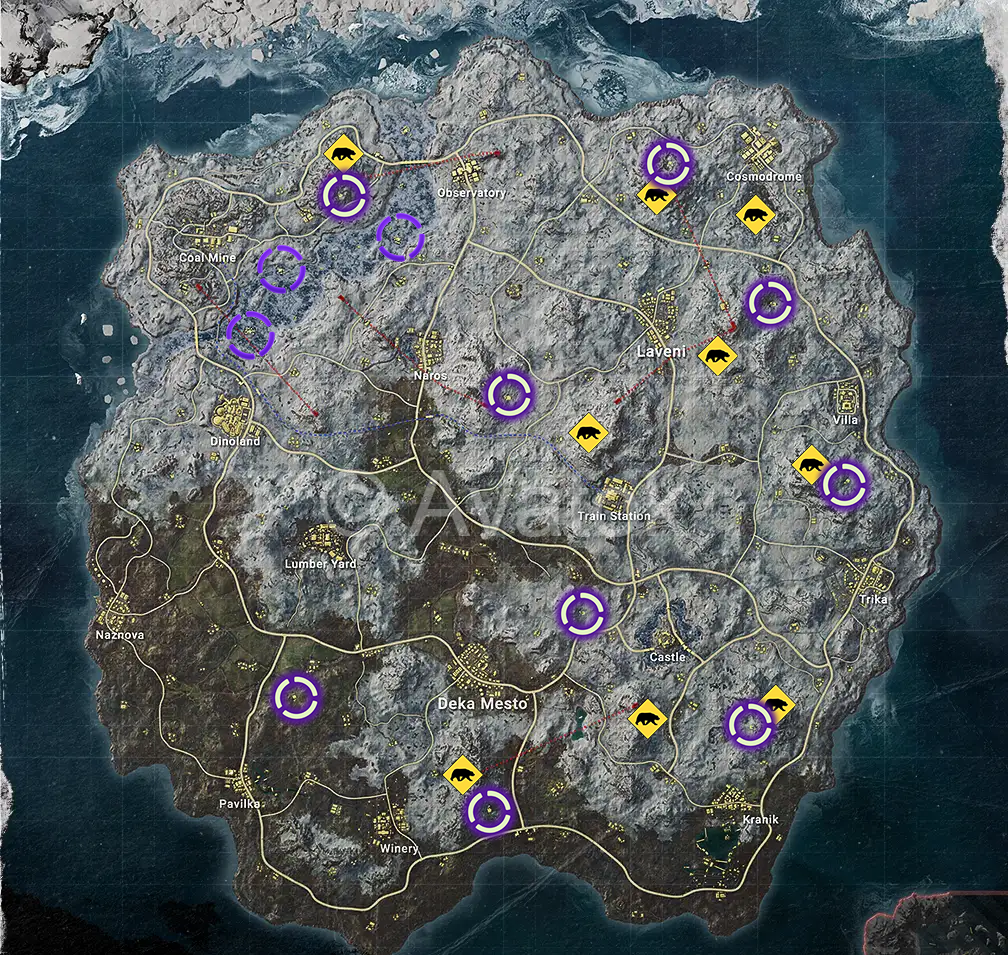 Cosmodrome
Observatory
Coal Mine
Laveni
Naros
Villa
Dinoland
Train Station
Lumber Yard
Trika
Naznova
Castle
Deka Mesto
Pavilka
Kranik
Winery